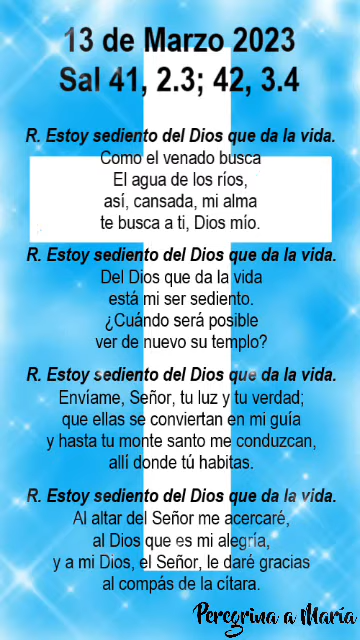 13 de Marzo 2023
Sal 41, 2.3; 42, 3.4
R. Estoy sediento del Dios que da la vida.
Como el venado busca
El agua de los ríos,
así, cansada, mi alma
te busca a ti, Dios mío.
R. Estoy sediento del Dios que da la vida.
Del Dios que da la vida
está mi ser sediento.
¿Cuándo será posible
ver de nuevo su templo?
R. Estoy sediento del Dios que da la vida.
Envíame, Señor, tu luz y tu verdad;
que ellas se conviertan en mi guía
y hasta tu monte santo me conduzcan,
allí donde tú habitas.
R. Estoy sediento del Dios que da la vida.
Al altar del Señor me acercaré,
al Dios que es mi alegría,
y a mi Dios, el Señor, le daré gracias
al compás de la cítara.
Peregrina a María